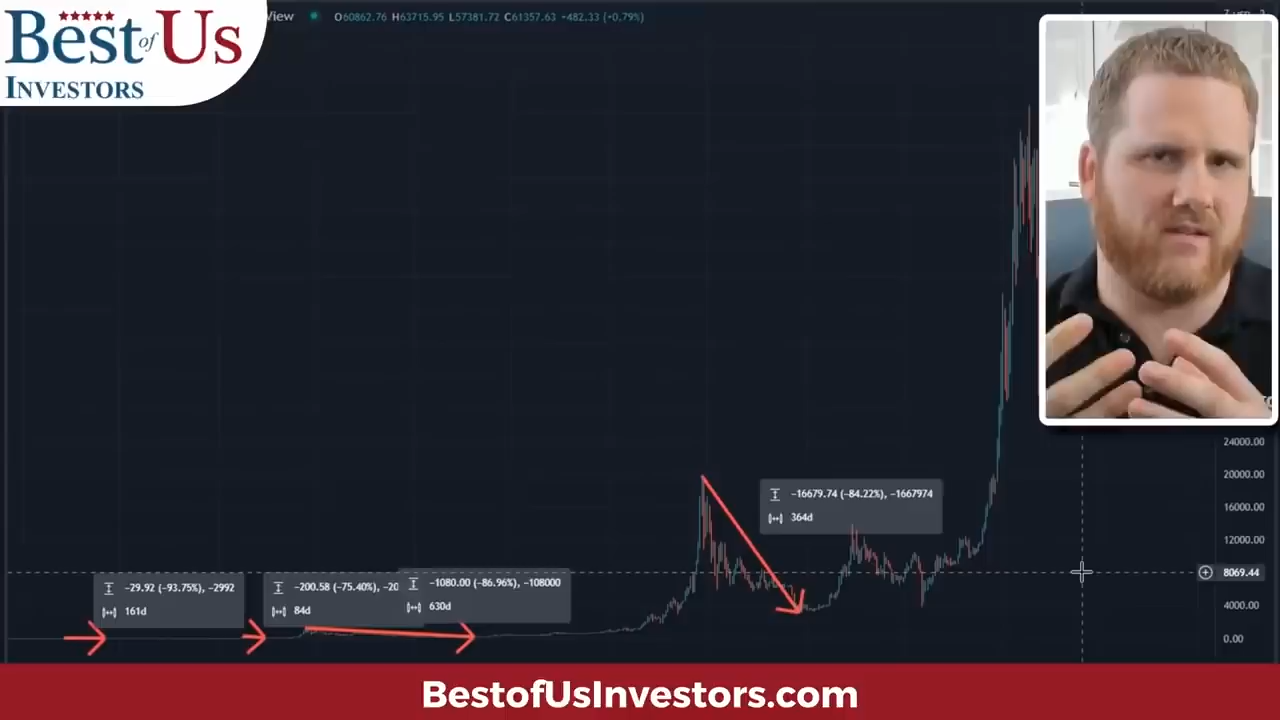 Best of Us
INVESTORS
View O60862.76 H63715.95 L57381.72 C61357.63 -482.33 (-0.79%)
24000.00
20000.00
16000.00
12000.00
8069.44
4000.00
0.00
-16679.74 (-84.22%), -1667974
364d
-29.92 (-93.75%), -2992
161d
-200.58 (-75.40%), -20
84d
-1080.00 (-86.96%), -108000
630d
BestofUsInvestors.com